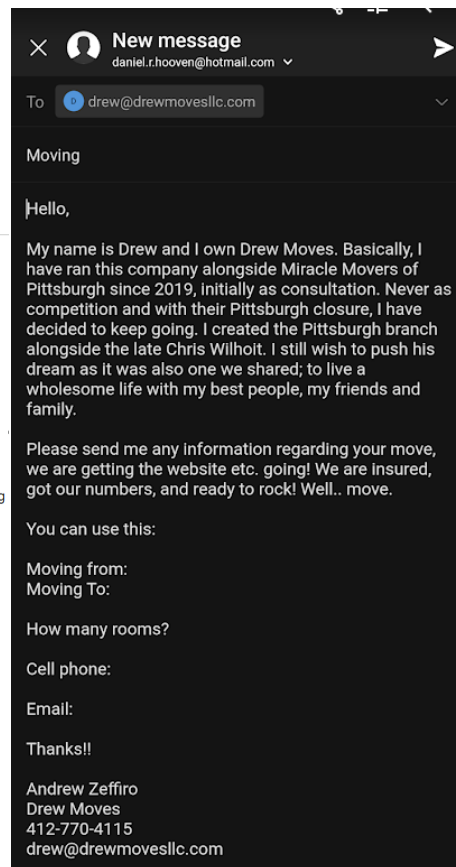 New message
daniel.r.hooven@hotmail.com
To D drew@drewmovesllc.com
Moving
Hello,
My name is Drew and I own Drew Moves. Basically, I
have ran this company alongside Miracle Movers of
Pittsburgh since 2019, initially as consultation. Never as
competition and with their Pittsburgh closure, I have
decided to keep going. I created the Pittsburgh branch
alongside the late Chris Wilhoit. I still wish to push his
dream as it was also one we shared; to live a
wholesome life with my best people, my friends and
family.
Please send me any information regarding your move,
we are getting the website etc. going! We are insured,
got our numbers, and ready to rock! Well.. move.
You can use this:
Moving from:
Moving To:
How many rooms?
Cell phone:
Email:
Thanks!!
Andrew Zeffiro
Drew Moves
412-770-4115
drew@drewmovesllc.com